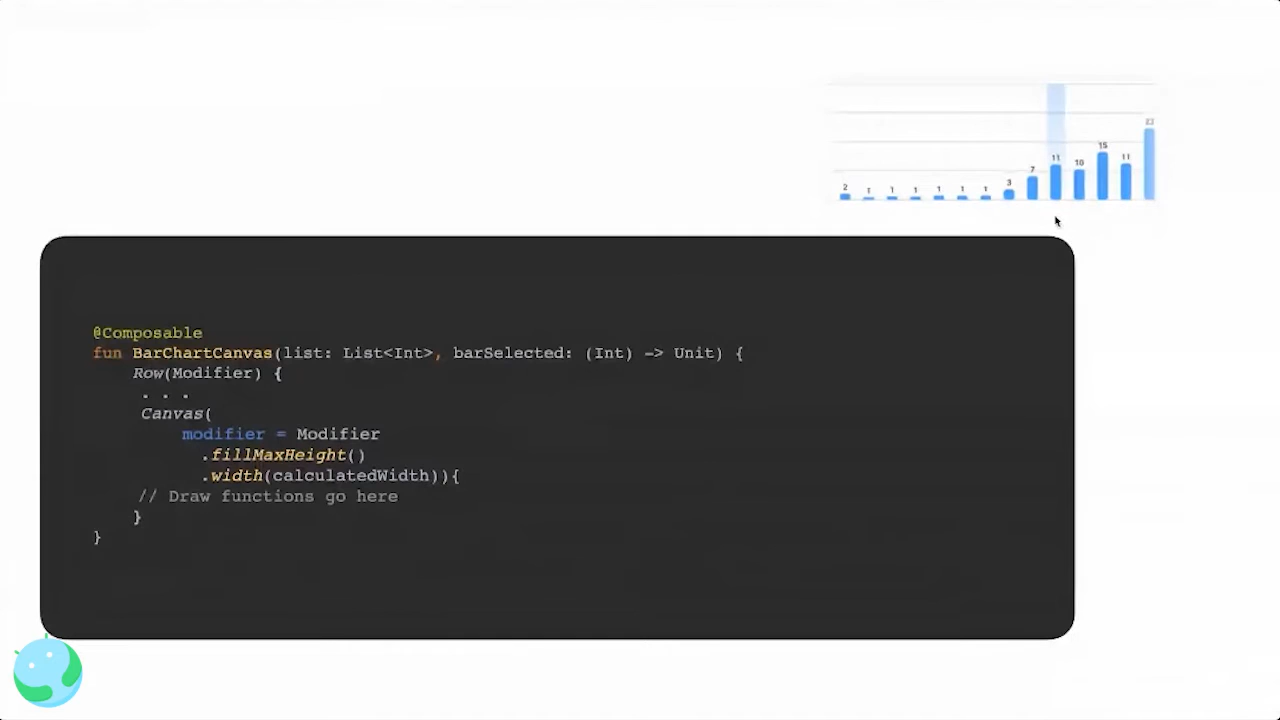 23
15
11
11
10
7
3
2 1 1 1 1 1 1
@Composable
fun BarChartCanvas(list: List<Int>, barSelected: (Int) -> Unit) {
Row(Modifier) {
. . .
Canvas(
modifier = Modifier
.fillMaxHeight()
.width(calculatedWidth)){
// Draw functions go here
}
}